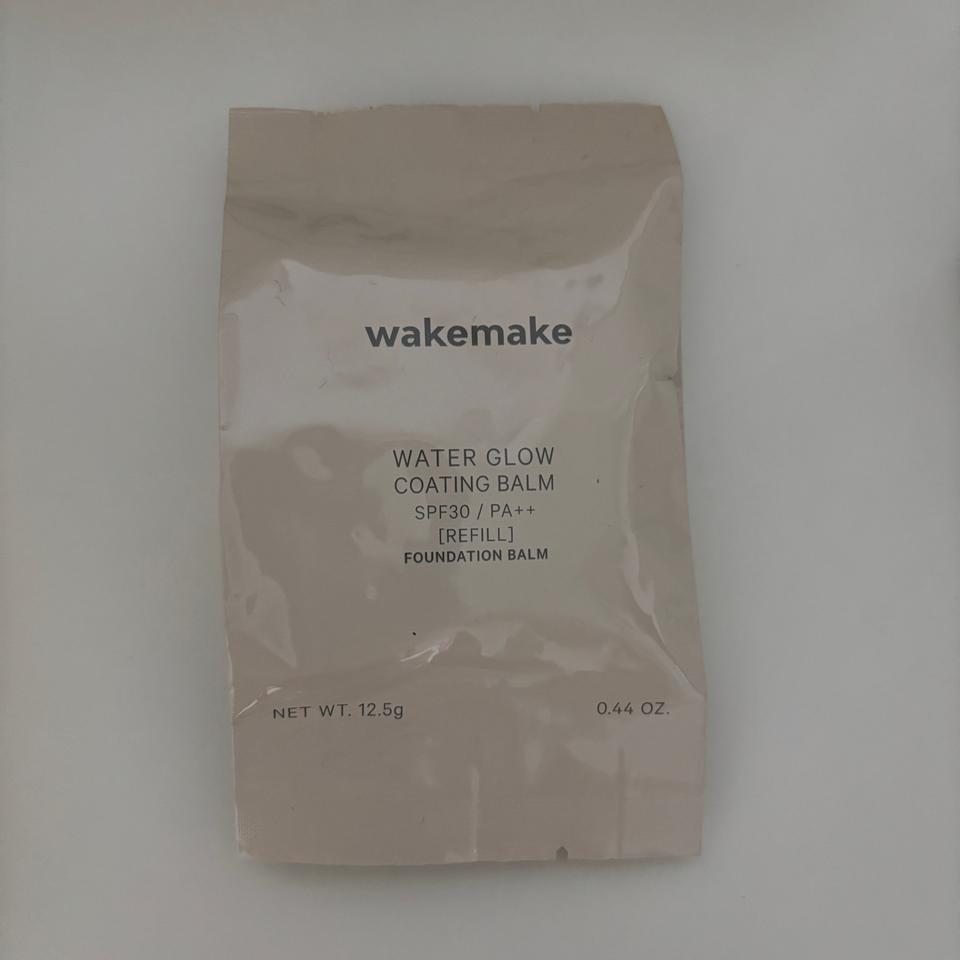 wakemake
WATER GLOW
COATING BALM
SPF30 / PA++
[REFILL]
FOUNDATION BALM
NET WT. 12.5g 0.44 OZ.